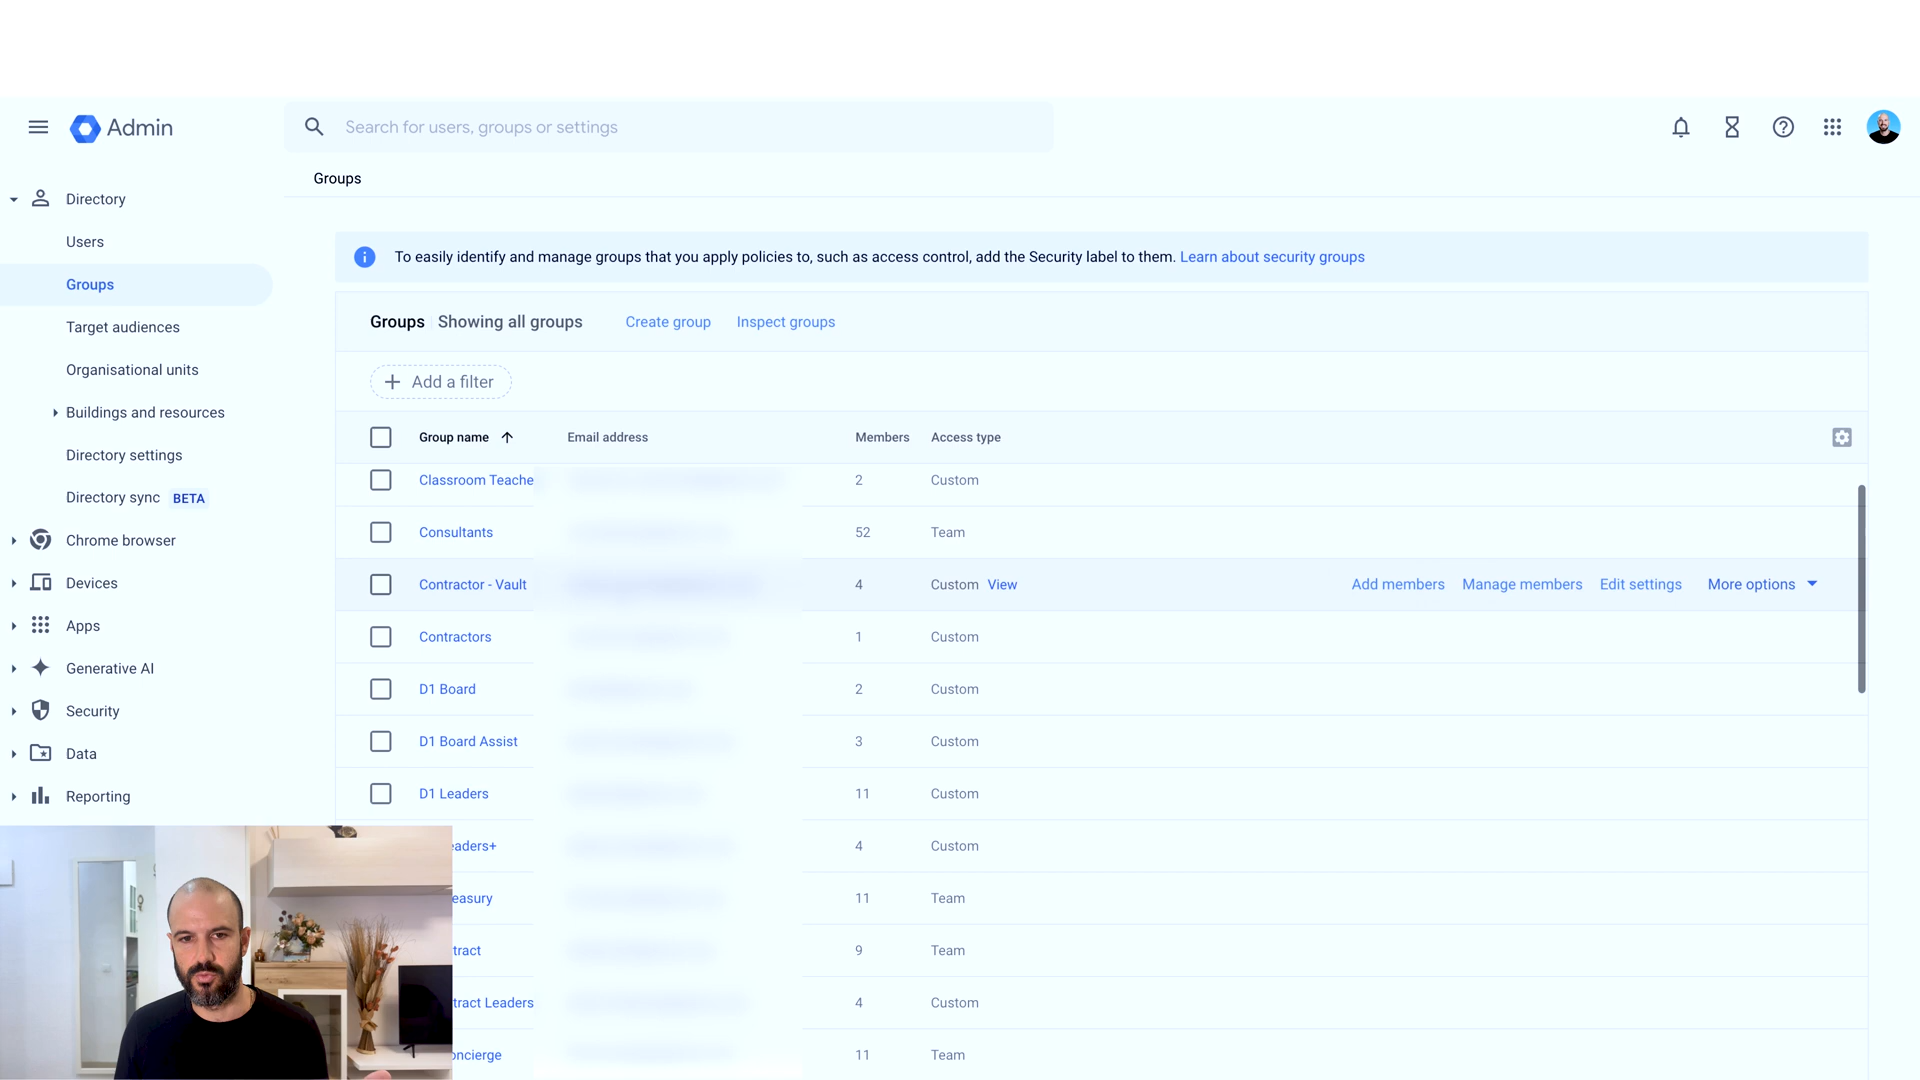 Admin
Search for users, groups or settings
Groups
Directory
Users
Groups
Target audiences
Organisational units
Buildings and resources
Directory settings
Directory sync BETA
Chrome browser
Devices
Apps
Generative AI
Security
Data
Reporting
To easily identify and manage groups that you apply policies to, such as access control, add the Security label to them. Learn about security groups
Groups Showing all groups Create group Inspect groups
Add a filter
Group name Email address Members Access type
Classroom Teache 2 Custom
Consultants 52 Team
Contractor - Vault 4 Custom View Add members Manage members Edit settings More options
Contractors 1 Custom
D1 Board 2 Custom
D1 Board Assist 3 Custom
D1 Leaders 11 Custom
eaders+ 4 Custom
easury 11 Team
tract 9 Team
tract Leaders 4 Custom
oncierge 11 Team